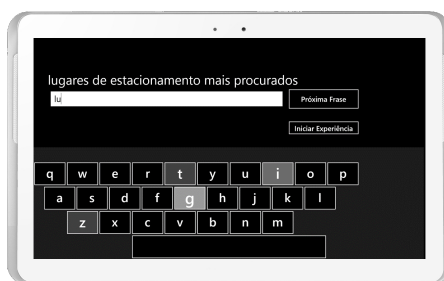 lugares de estacionamento mais procurados
lu
Próxima Frase
Iniciar Experiência
q w e r t y u i o p
a s d f g h j k l
z x c v b n m